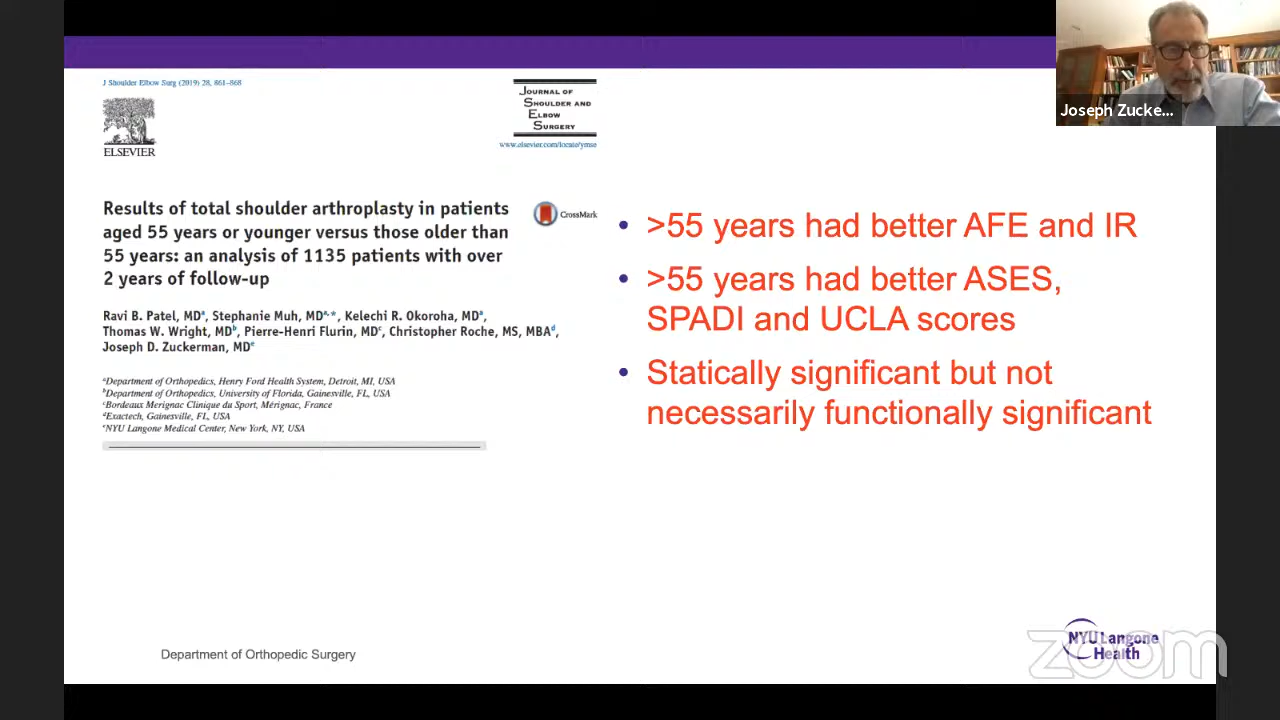 Joseph Zucke...
J Shoulder Elbow Surg (2019) 28, 861–868
ELSEVIER
JOURNAL OF
SHOULDER AND
ELBOW
SURGERY
www.elsevier.com/locate/ymse
Results of total shoulder arthroplasty in patients
aged 55 years or younger versus those older than
55 years: an analysis of 1135 patients with over
2 years of follow-up
CrossMark
Ravi B. Patel, MDa, Stephanie Muh, MDa,*, Kelechi R. Okoroha, MDa,
Thomas W. Wright, MDb, Pierre-Henri Flurin, MDc, Christopher Roche, MS, MBAd,
Joseph D. Zuckerman, MDe
aDepartment of Orthopedics, Henry Ford Health System, Detroit, MI, USA
bDepartment of Orthopedics, University of Florida, Gainesville, FL, USA
cBordeaux Merignac Clinique du Sport, Mérignac, France
dExactech, Gainesville, FL, USA
eNYU Langone Medical Center, New York, NY, USA
• >55 years had better AFE and IR
• >55 years had better ASES,
SPADI and UCLA scores
• Statically significant but not
necessarily functionally significant
Department of Orthopedic Surgery
NYU Langone
Health
zoom